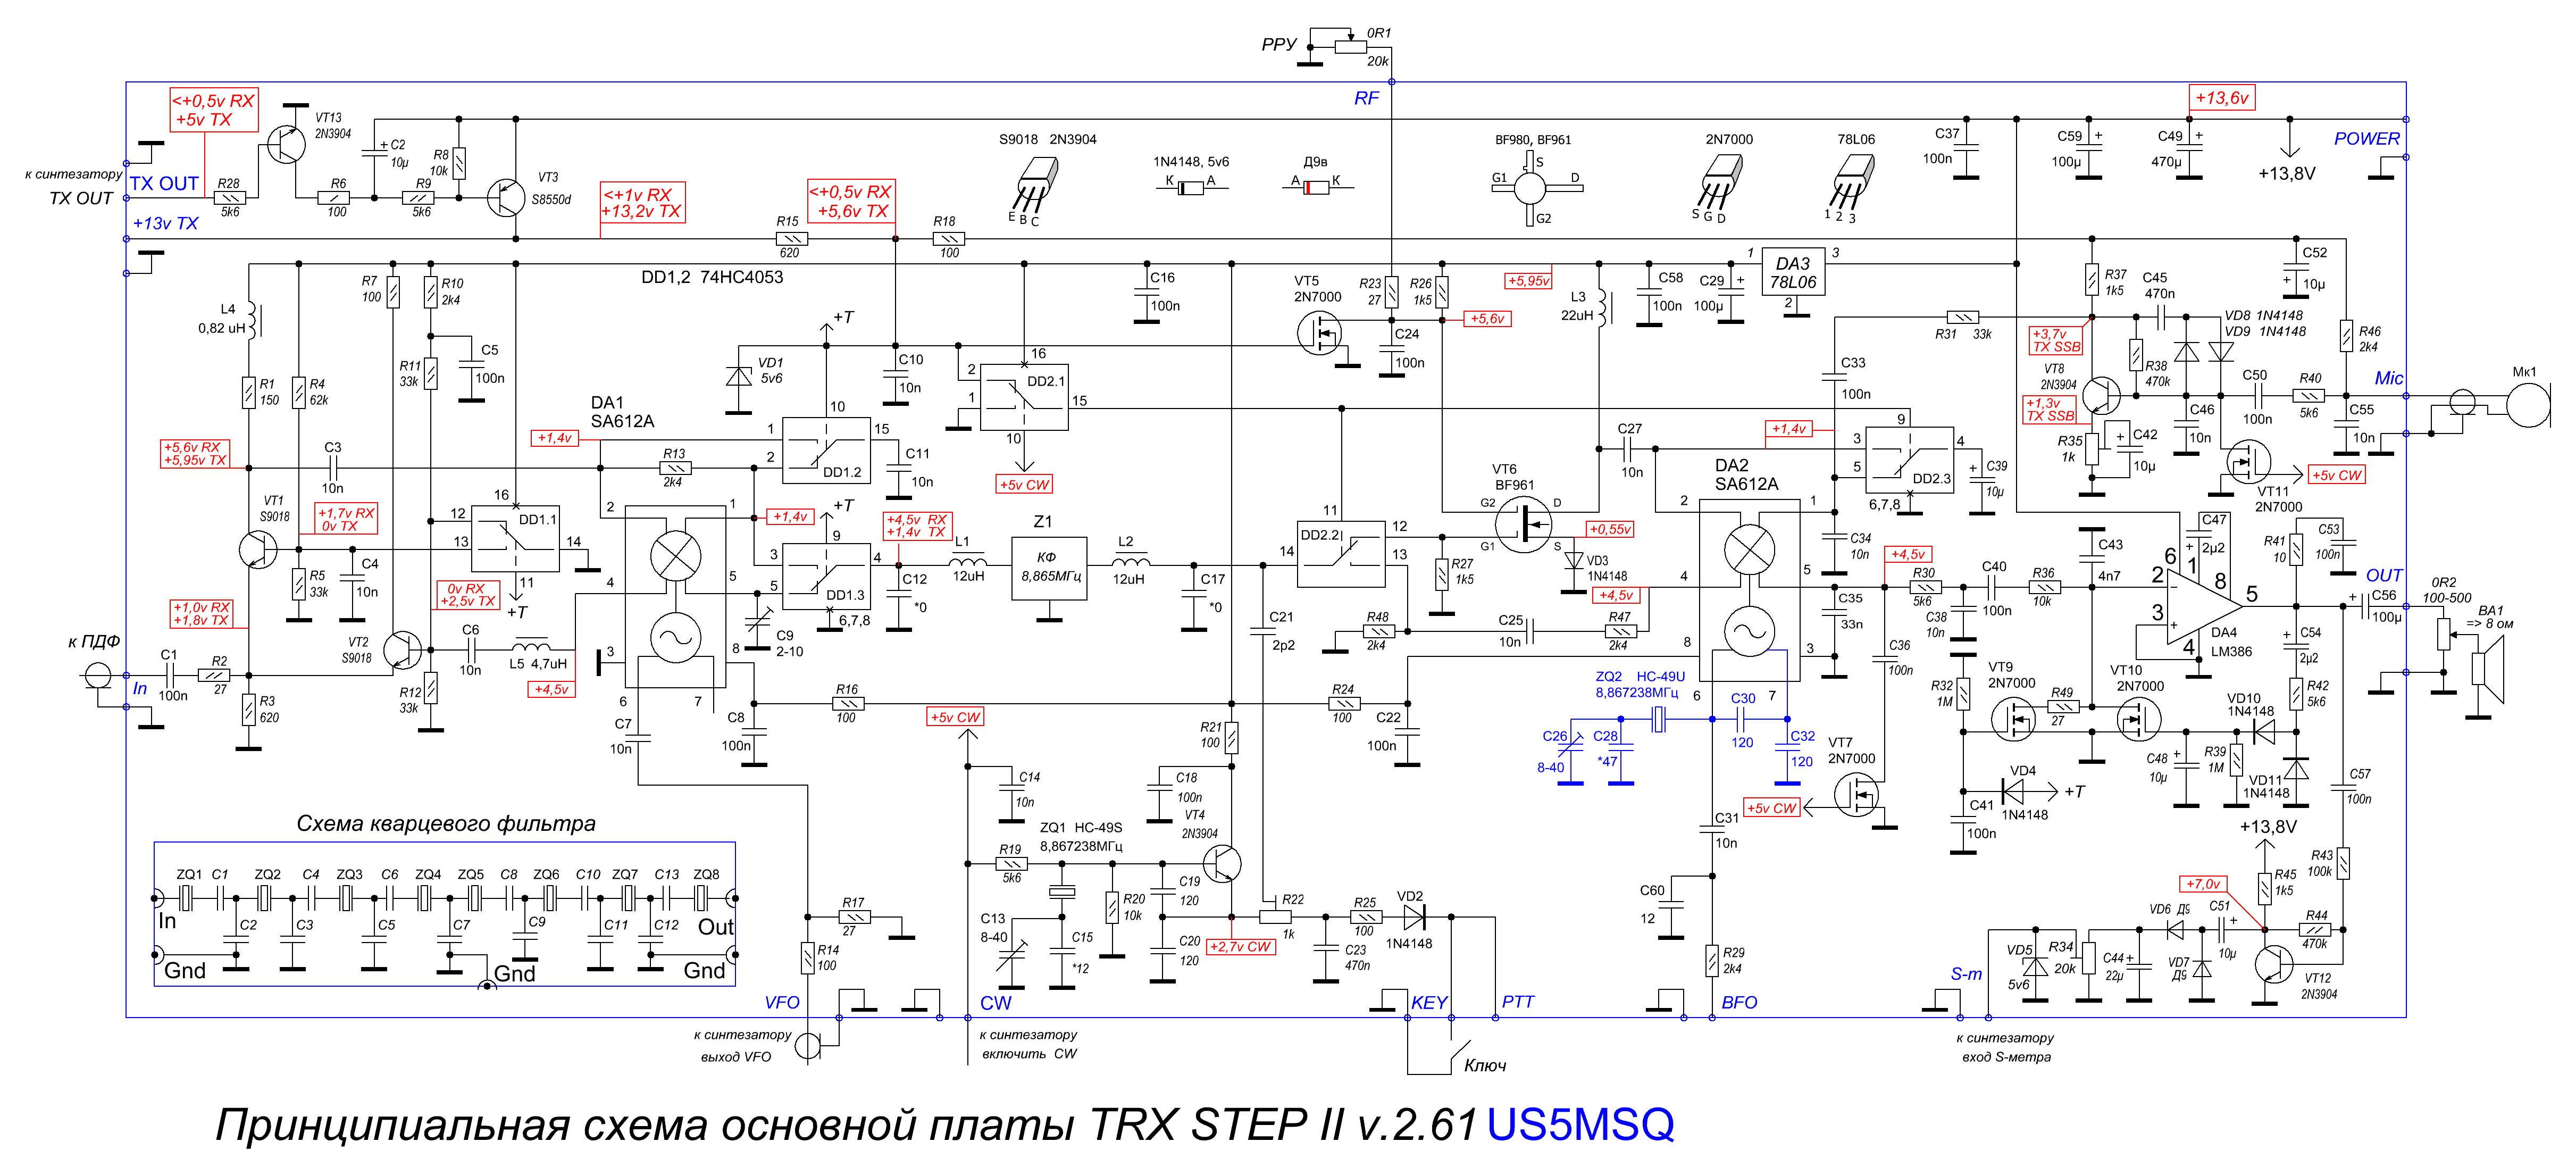 РРУ
0R1
20k
RF
<+0,5v RX
+5v TX
VT13
2N3904
C2
10µ
R8
10k
VT3
S8550d
к синтезатору
TX OUT
TX OUT
R28
5k6
R6
100
R9
5k6
+13v TX
<+1v RX
+13,2v TX
R15
620
<+0,5v RX
+5,6v TX
R18
100
S9018 2N3904
E B C
1N4148, 5v6
К А
Д9в
А К
BF980, BF961
S
G1
D
G2
2N7000
S G D
78L06
1 2 3
C37
100n
C59
100µ
C49
470µ
+13,6v
+13,8V
POWER
DD1,2 74HC4053
L4
0,82 uH
R7
100
R10
2k4
C5
100n
R11
33k
R1
150
R4
62k
+5,6v RX
+5,95v TX
C3
10n
VT1
S9018
+1,7v RX
0v TX
R5
33k
C4
10n
16
12
13
DD1.1
14
11
+T
0v RX
+2,5v TX
+1,0v RX
+1,8v TX
VT2
S9018
C6
10n
L5 4,7uH
+4,5v
R12
33k
к ПДФ
In
C1
100n
R2
27
R3
620
C16
100n
+T
VD1
5v6
C10
10n
DA1
SA612A
+1,4v
R13
2k4
10
1
2
15
DD1.2
C11
10n
2
1
4
5
3
8
6
7
+1,4v
+T
9
3
5
4
DD1.3
6,7,8
C9
2-10
+4,5v RX
+1,4v TX
C12
*0
L1
12uH
Z1
КФ
8,865МГц
L2
12uH
C17
*0
2
1
16
DD2.1
15
10
+5v CW
VT5
2N7000
R23
27
R26
1k5
+5,6v
C24
100n
+5,95v
L3
22uH
C58
100n
C29
100µ
1
DA3
78L06
3
2
11
14
DD2.2
12
13
C21
2p2
R27
1k5
VT6
BF961
G2
D
G1
S
+0,55v
VD3
1N4148
C27
10n
R48
2k4
C25
10n
R47
2k4
+4,5v
DA2
SA612A
2
1
4
5
8
3
6
7
+1,4v
C33
100n
R31 33k
9
3
5
4
DD2.3
6,7,8
C39
10µ
C34
10n
+4,5v
C35
33n
C36
100n
R30
5k6
C38
10n
C40
100n
R36
10k
C43
4n7
R37
1k5
C45
470n
VD8 1N4148
VD9 1N4148
+3,7v
TX SSB
R38
470k
VT8
2N3904
+1,3v
TX SSB
R35
1k
C42
10µ
C46
10n
C50
100n
R40
5k6
C52
10µ
R46
2k4
Mic
C55
10n
Мк1
VT11
2N7000
+5v CW
C47
2µ2
6
1
8
2
3
4
5
DA4
LM386
R41
10
C53
100n
OUT
C56
100µ
0R2
100-500
BA1
=> 8 ом
C54
2µ2
R42
5k6
R32
1M
VT9
2N7000
R49
27
VT10
2N7000
VD10
1N4148
C48
10µ
R39
1M
VD11
1N4148
VD4
1N4148
+T
C41
100n
C57
100n
C7
10n
C8
100n
R16
100
R24
100
C22
100n
+5v CW
R21
100
C14
10n
C18
100n
VT4
2N3904
ZQ1 HC-49S
8,867238МГц
R19
5k6
R20
10k
C19
120
C20
120
C13
8-40
C15
*12
+2,7v CW
R22
1k
C23
470n
R25
100
VD2
1N4148
ZQ2 HC-49U
8,867238МГц
C26
8-40
C28
*47
C30
120
C32
120
C31
10n
C60
12
R29
2k4
VT7
2N7000
+5v CW
+13,8V
R43
100k
R45
1k5
+7,0v
C51
10µ
R44
470k
VT12
2N3904
VD6 Д9
VD7
Д9
C44
22µ
R34
20k
VD5
5v6
S-m
R17
27
R14
100
VFO
CW
KEY
PTT
BFO
к синтезатору
выход VFO
к синтезатору
включить CW
Ключ
к синтезатору
вход S-метра
Схема кварцевого фильтра
ZQ1 C1 ZQ2 C4 ZQ3 C6 ZQ4 ZQ5 C8 ZQ6 C10 ZQ7 C13 ZQ8
In
C2 C3 C5 C7 C9 C11 C12
Out
Gnd
Gnd
Gnd
Принципиальная схема основной платы TRX STEP II v.2.61 US5MSQ